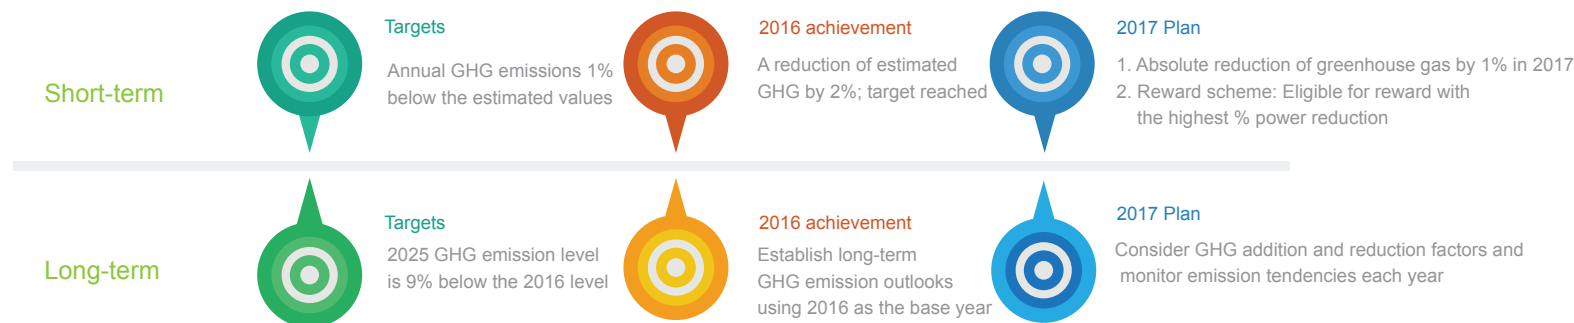 Short-term
Targets
Annual GHG emissions 1%
below the estimated values
2016 achievement
A reduction of estimated
GHG by 2%; target reached
2017 Plan
1. Absolute reduction of greenhouse gas by 1% in 2017
2. Reward scheme: Eligible for reward with
the highest % power reduction
Long-term
Targets
2025 GHG emission level
is 9% below the 2016 level
2016 achievement
Establish long-term
GHG emission outlooks
using 2016 as the base year
2017 Plan
Consider GHG addition and reduction factors and
monitor emission tendencies each year